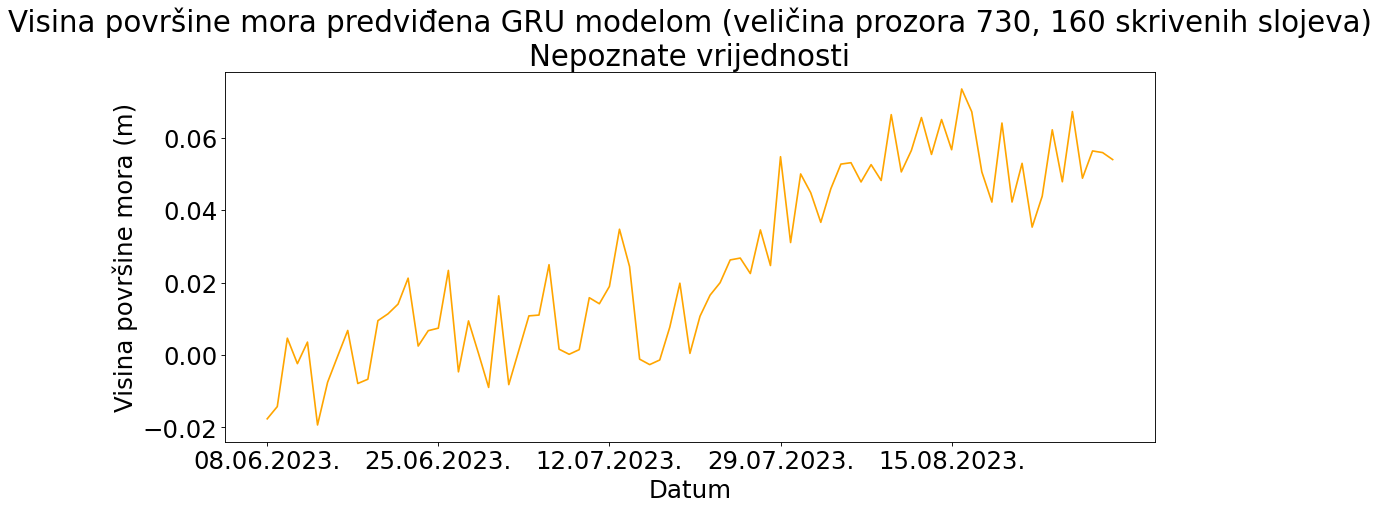 Visina površine mora predviđena GRU modelom (veličina prozora 730, 160 skrivenih slojeva)
Nepoznate vrijednosti
Visina površine mora (m)
0.06
0.04
0.02
0.00
−0.02
08.06.2023. 25.06.2023. 12.07.2023. 29.07.2023. 15.08.2023.
Datum